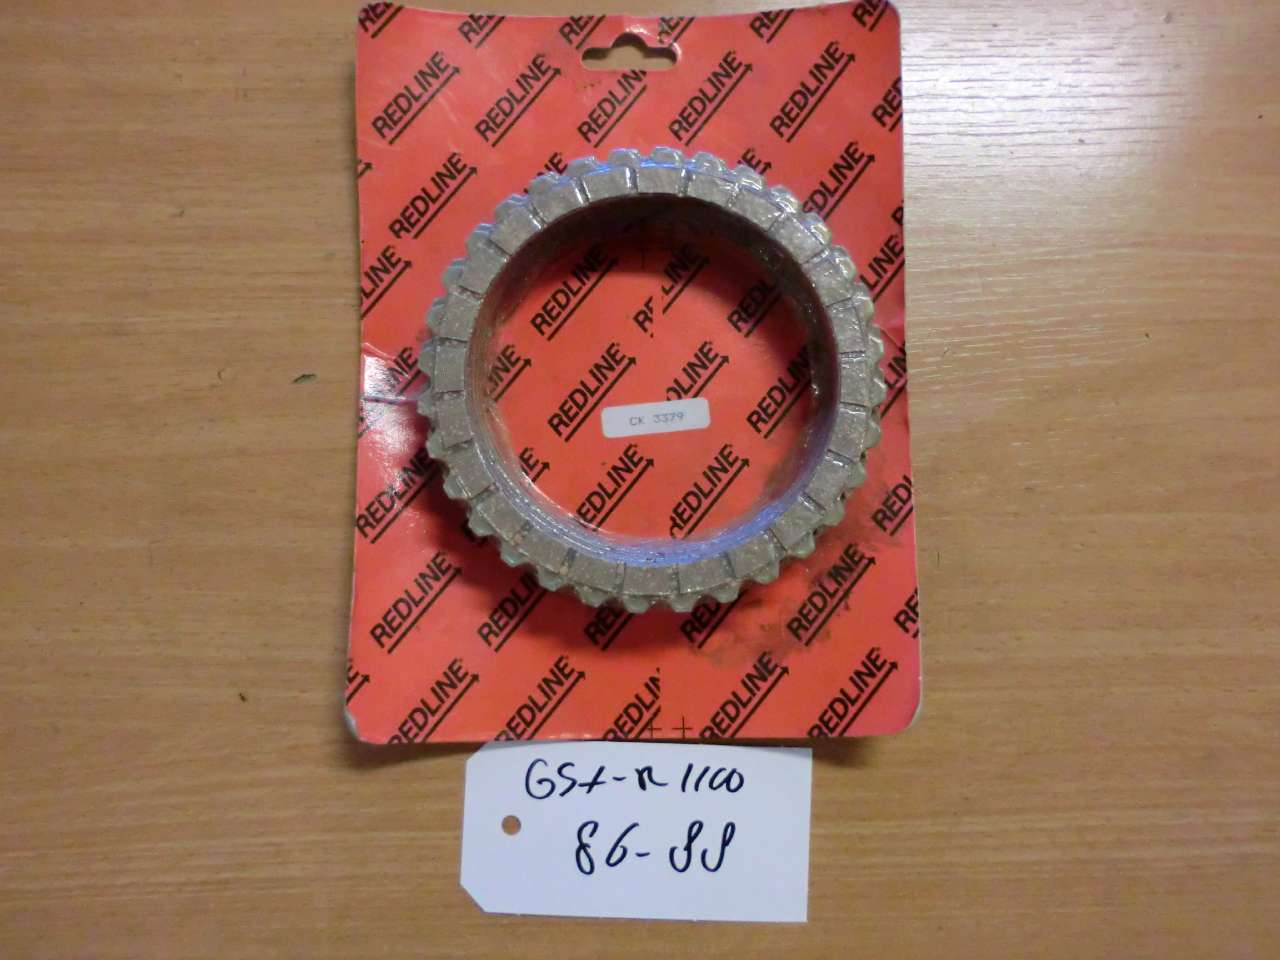 REDLINE
CK 3379
GSX-R 1100
86-88